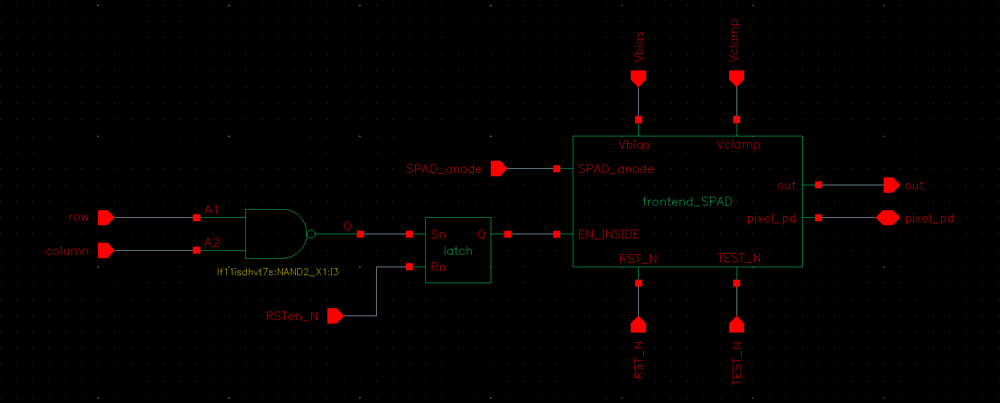 Vbias
Vclamp
Vbias
Vclamp
SPAD_anode
SPAD_anode
out
out
frontend_SPAD
row
A1
pixel_pd
pixel_pd
Q
Sn
Q
EN_INSIDE
column
A2
latch
RST_N
TEST_N
Rn
lf11isdhvt7s:NAND2_X1:I3
RSTen_N
RST_N
TEST_N